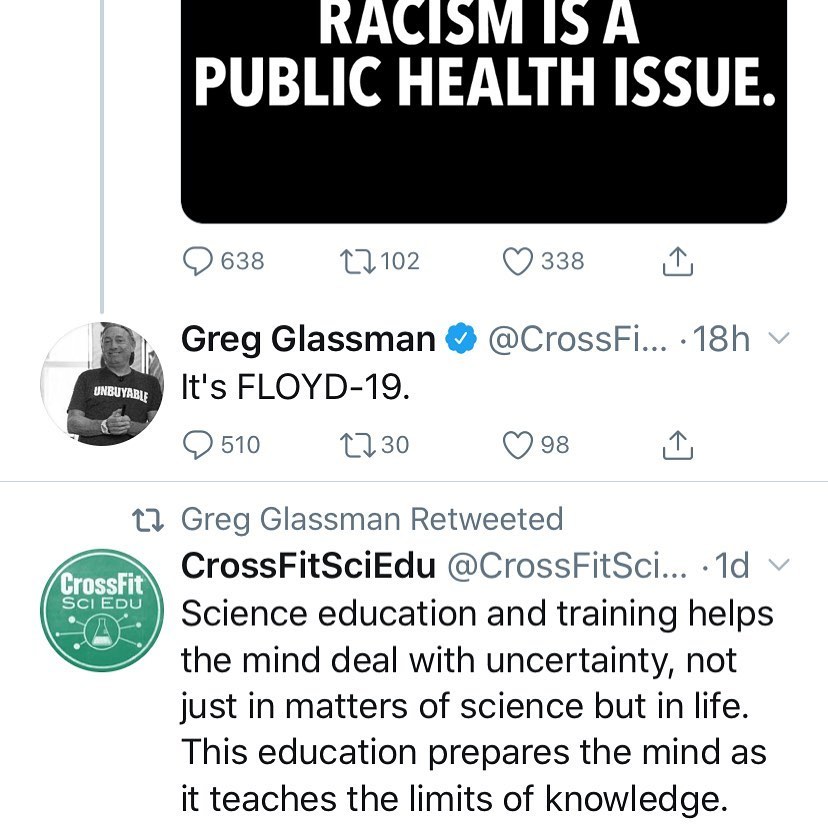 RACISM IS A
PUBLIC HEALTH ISSUE.
638 102 338
Greg Glassman @CrossFi... · 18h
UNBUYABLE
It's FLOYD-19.
510 30 98
Greg Glassman Retweeted
CrossFitSciEdu @CrossFitSci... · 1d
CrossFit
SCI EDU
Science education and training helps
the mind deal with uncertainty, not
just in matters of science but in life.
This education prepares the mind as
it teaches the limits of knowledge.